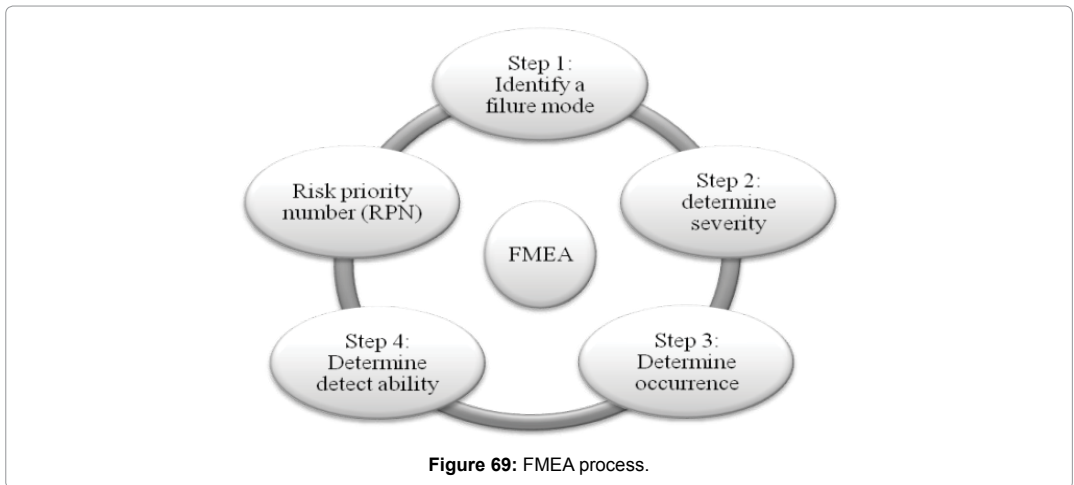 Step 1:
Identify a
filure mode
Step 2:
determine
severity
Step 3:
Determine
occurrence
Step 4:
Determine
detect ability
Risk priority
number (RPN)
FMEA
Figure 69: FMEA process.